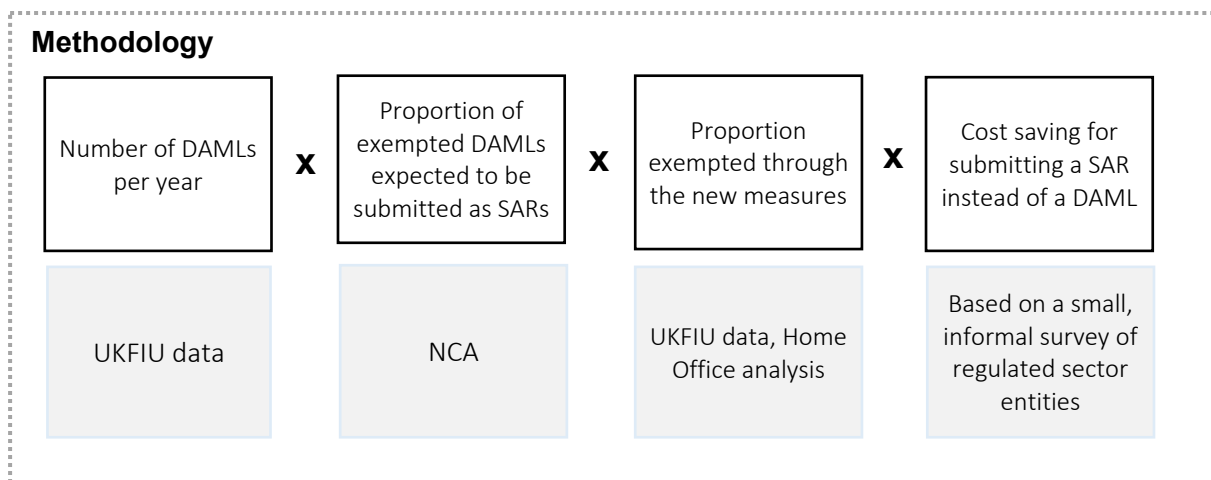 Methodology
Number of DAMLs
per year
x
Proportion of
exempted DAMLs
expected to be
submitted as SARs
x
Proportion
exempted through
the new measures
x
Cost saving for
submitting a SAR
instead of a DAML
UKFIU data
NCA
UKFIU data, Home
Office analysis
Based on a small,
informal survey of
regulated sector
entities